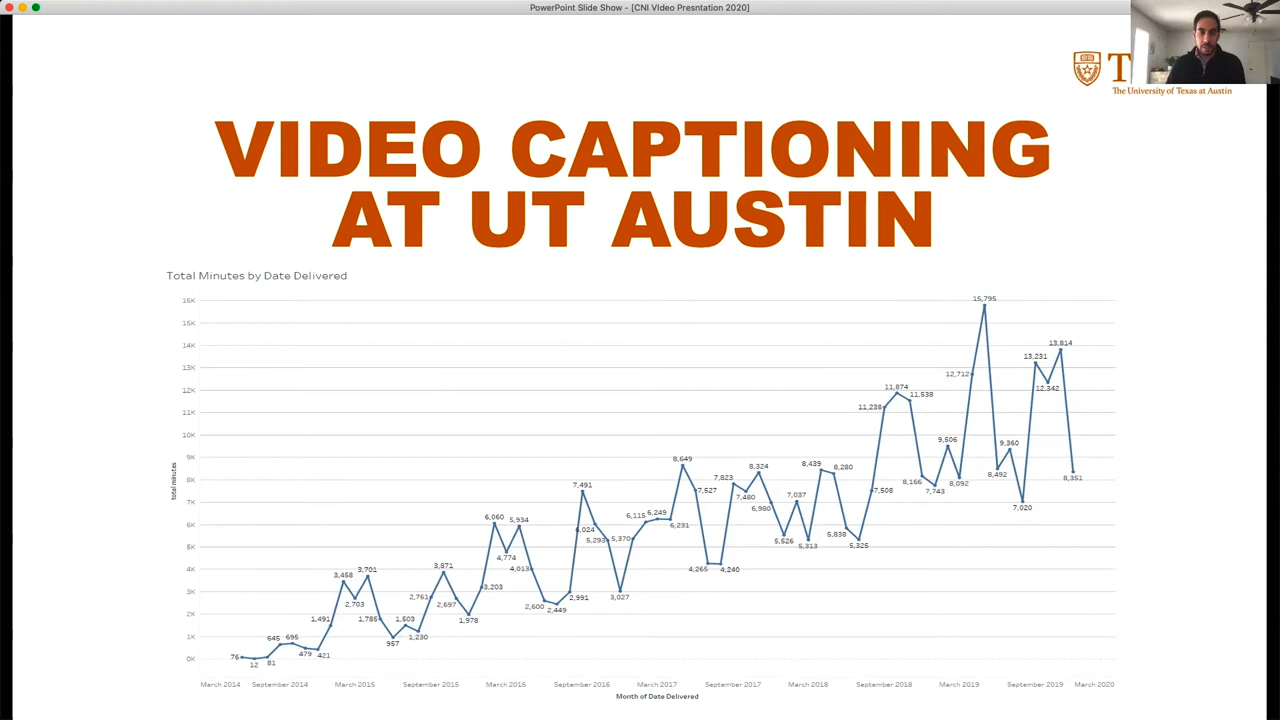 PowerPoint Slide Show - [CNI VIdeo Presntation 2020]
T
The University of Texas at Austin
VIDEO CAPTIONING
AT UT AUSTIN
Total Minutes by Date Delivered
total minutes
16K
15K
14K
13K
12K
11K
10K
9K
8K
7K
6K
5K
4K
3K
2K
1K
0K
76
12
81
645
695
479
421
1,491
3,458
2,703
3,701
1,785
957
1,503
1,230
2,761
3,871
2,697
1,978
3,203
6,060
4,774
5,934
4,013
2,600
2,449
2,991
7,491
6,024
5,293
3,027
5,370
6,115
6,249
6,231
8,649
7,527
4,265
4,240
7,823
7,480
8,324
6,980
5,526
7,037
5,313
8,439
8,280
5,838
5,325
7,508
11,238
11,874
11,538
8,166
7,743
9,506
8,092
12,712
15,795
8,492
9,360
7,020
13,231
12,342
13,814
8,351
March 2014 September 2014 March 2015 September 2015 March 2016 September 2016 March 2017 September 2017 March 2018 September 2018 March 2019 September 2019 March 2020
Month of Date Delivered